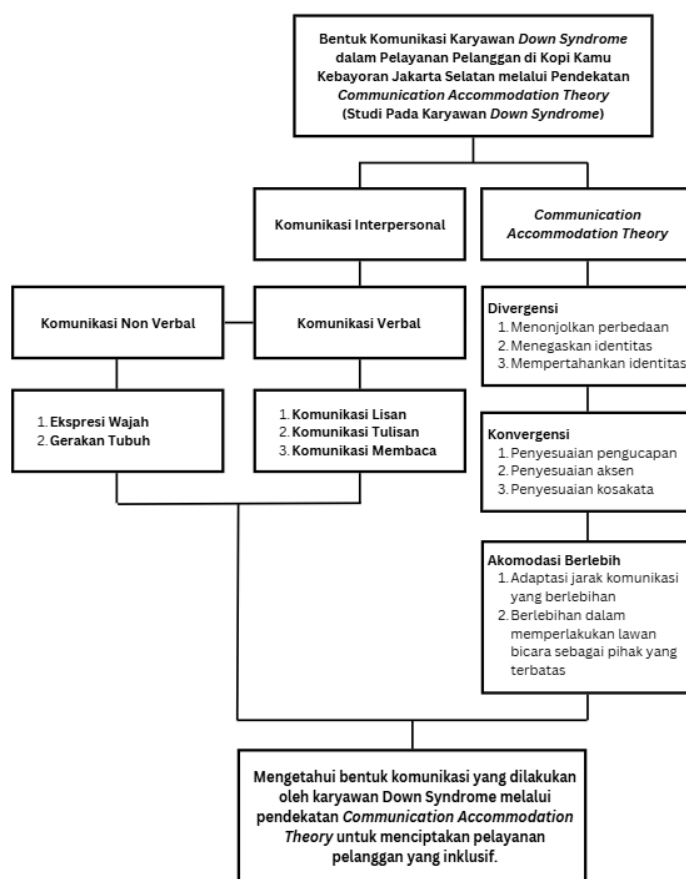 Bentuk Komunikasi Karyawan Down Syndrome
dalam Pelayanan Pelanggan di Kopi Kamu
Kebayoran Jakarta Selatan melalui Pendekatan
Communication Accommodation Theory
(Studi Pada Karyawan Down Syndrome)
Komunikasi Interpersonal
Communication
Accommodation Theory
Komunikasi Non Verbal
Komunikasi Verbal
Divergensi
1. Menonjolkan perbedaan
2. Menegaskan identitas
3. Mempertahankan identitas
1. Ekspresi Wajah
2. Gerakan Tubuh
1. Komunikasi Lisan
2. Komunikasi Tulisan
3. Komunikasi Membaca
Konvergensi
1. Penyesuaian pengucapan
2. Penyesuaian aksen
3. Penyesuaian kosakata
Akomodasi Berlebih
1. Adaptasi jarak komunikasi
yang berlebihan
2. Berlebihan dalam
memperlakukan lawan
bicara sebagai pihak yang
terbatas
Mengetahui bentuk komunikasi yang dilakukan
oleh karyawan Down Syndrome melalui
pendekatan Communication Accommodation
Theory untuk menciptakan pelayanan
pelanggan yang inklusif.